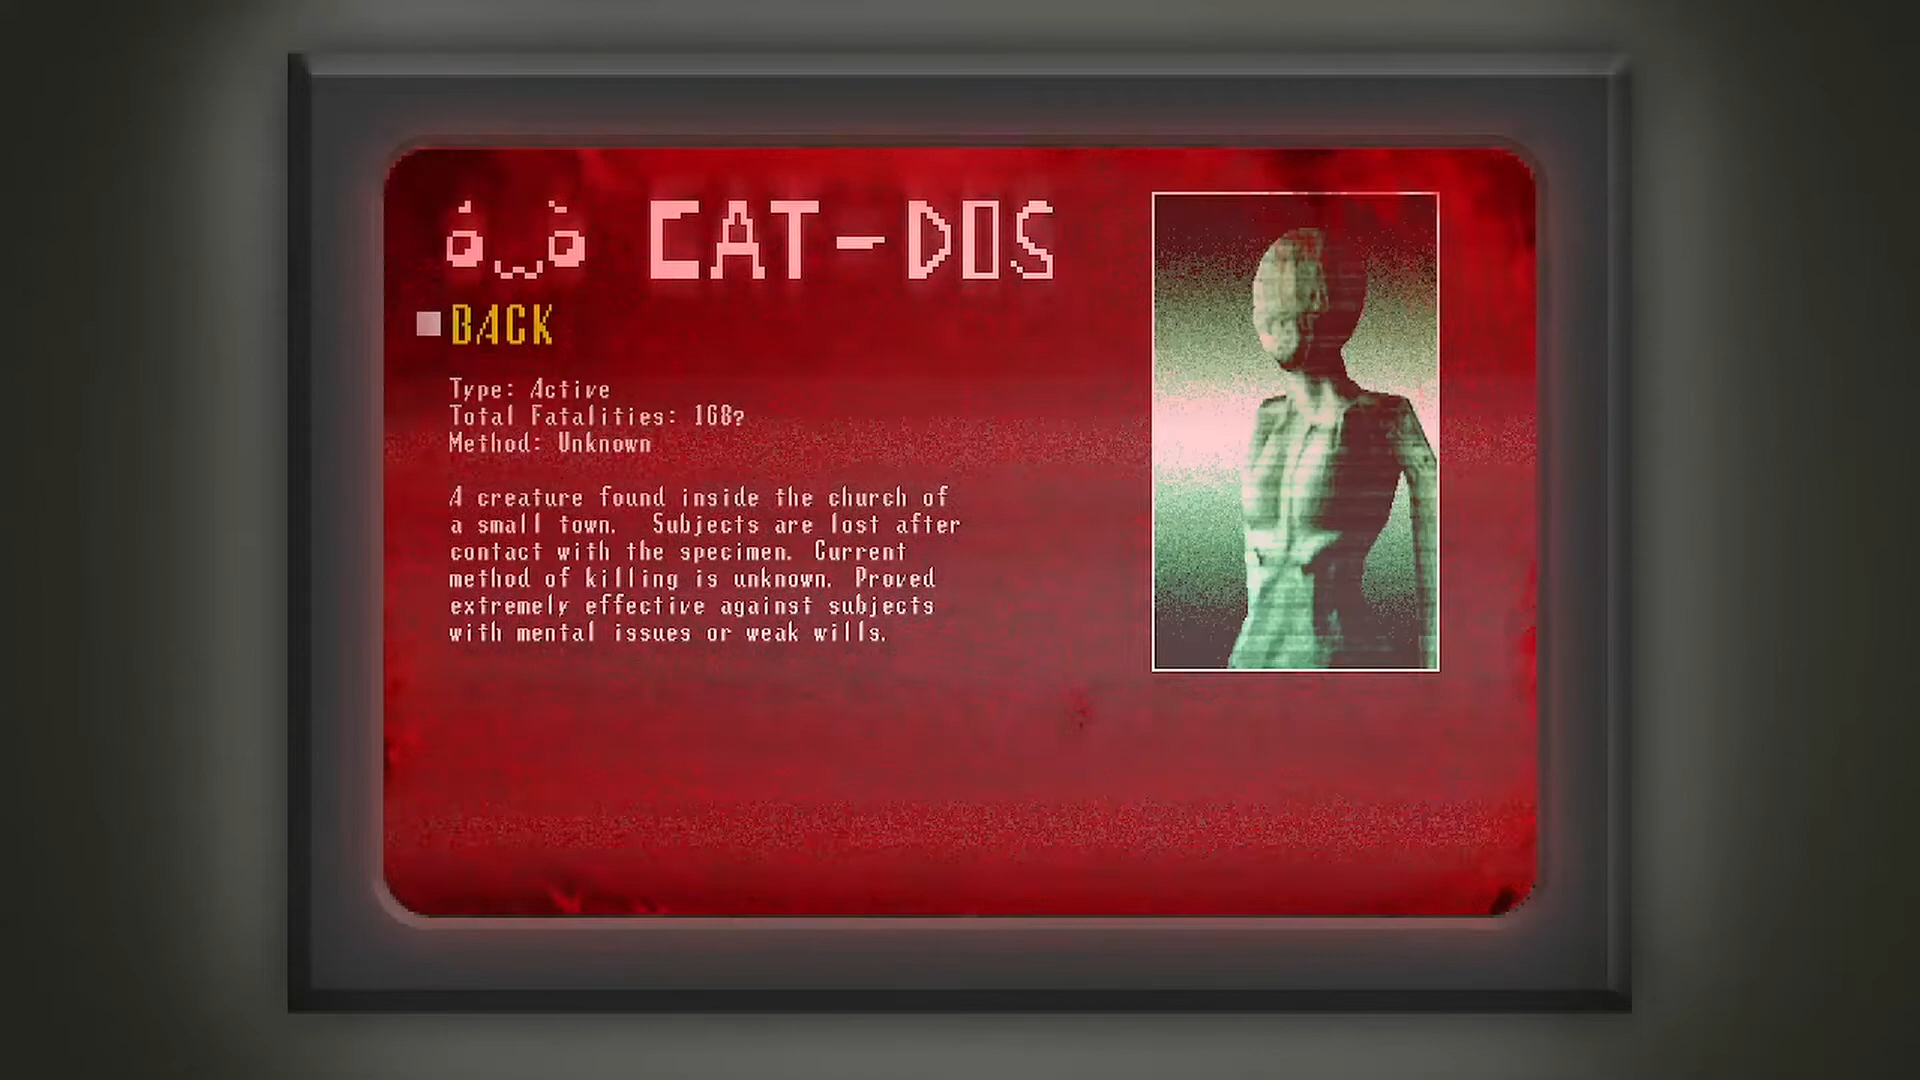 CAT-DOS
BACK
Type: Active
Total Fatalities: 168?
Method: Unknown
A creature found inside the church of
a small town. Subjects are lost after
contact with the specimen. Current
method of killing is unknown. Proved
extremely effective against subjects
with mental issues or weak wills.